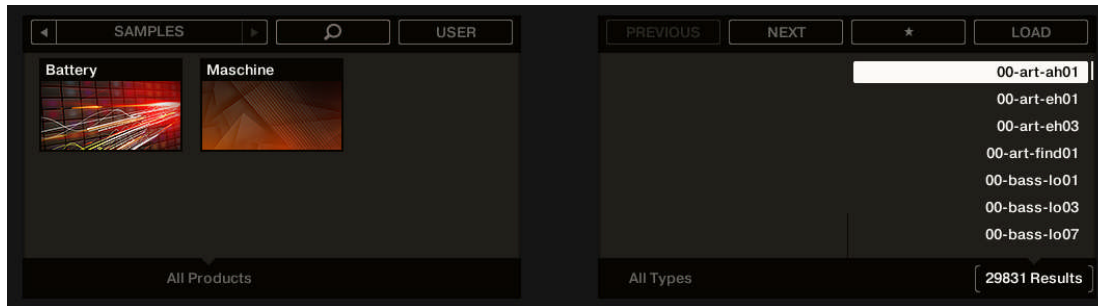 SAMPLES
USER
Battery
Maschine
All Products
PREVIOUS
NEXT
★
LOAD
00-art-ah01
00-art-eh01
00-art-eh03
00-art-find01
00-bass-lo01
00-bass-lo03
00-bass-lo07
All Types
29831 Results